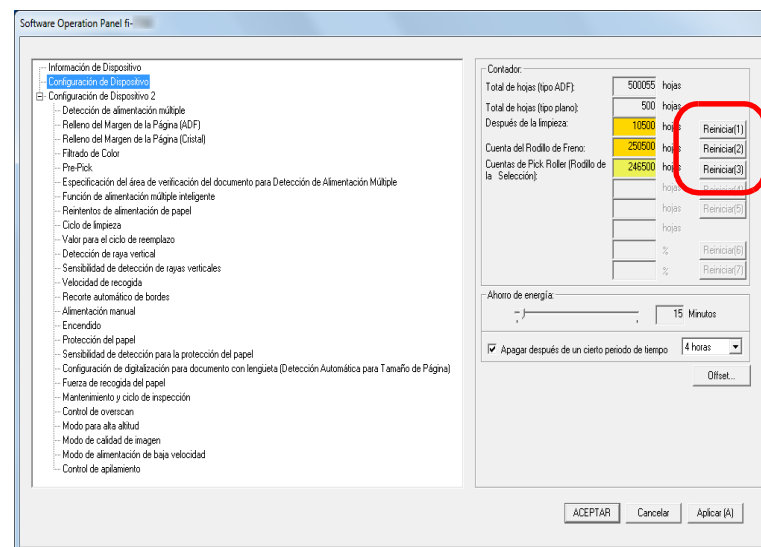 Software Operation Panel fi-
Información de Dispositivo
Configuración de Dispositivo
Configuración de Dispositivo 2
Detección de alimentación múltiple
Relleno del Margen de la Página (ADF)
Relleno del Margen de la Página (Cristal)
Filtrado de Color
Pre-Pick
Especificación del área de verificación del documento para Detección de Alimentación Múltiple
Función de alimentación múltiple inteligente
Reintentos de alimentación de papel
Ciclo de limpieza
Valor para el ciclo de reemplazo
Detección de raya vertical
Sensibilidad de detección de rayas verticales
Velocidad de recogida
Recorte automático de bordes
Alimentación manual
Encendido
Protección del papel
Sensibilidad de detección para la protección del papel
Configuración de digitalización para documento con lengüeta (Detección Automática para Tamaño de Página)
Fuerza de recogida del papel
Mantenimiento y ciclo de inspección
Control de overscan
Modo para alta altitud
Modo de calidad de imagen
Modo de alimentación de baja velocidad
Control de apilamiento
Contador:
Total de hojas (tipo ADF): 500055 hojas
Total de hojas (tipo plano): 500 hojas
Después de la limpieza: 10500 hojas Reiniciar(1)
Cuenta del Rodillo de Freno: 250500 hojas Reiniciar(2)
Cuentas de Pick Roller (Rodillo de
la Selección): 246500 hojas Reiniciar(3)
hojas Reiniciar(4)
hojas Reiniciar(5)
hojas
% Reiniciar(6)
% Reiniciar(7)
Ahorro de energía:
15 Minutos
Apagar después de un cierto periodo de tiempo 4 horas
Offset...
ACEPTAR Cancelar Aplicar (A)